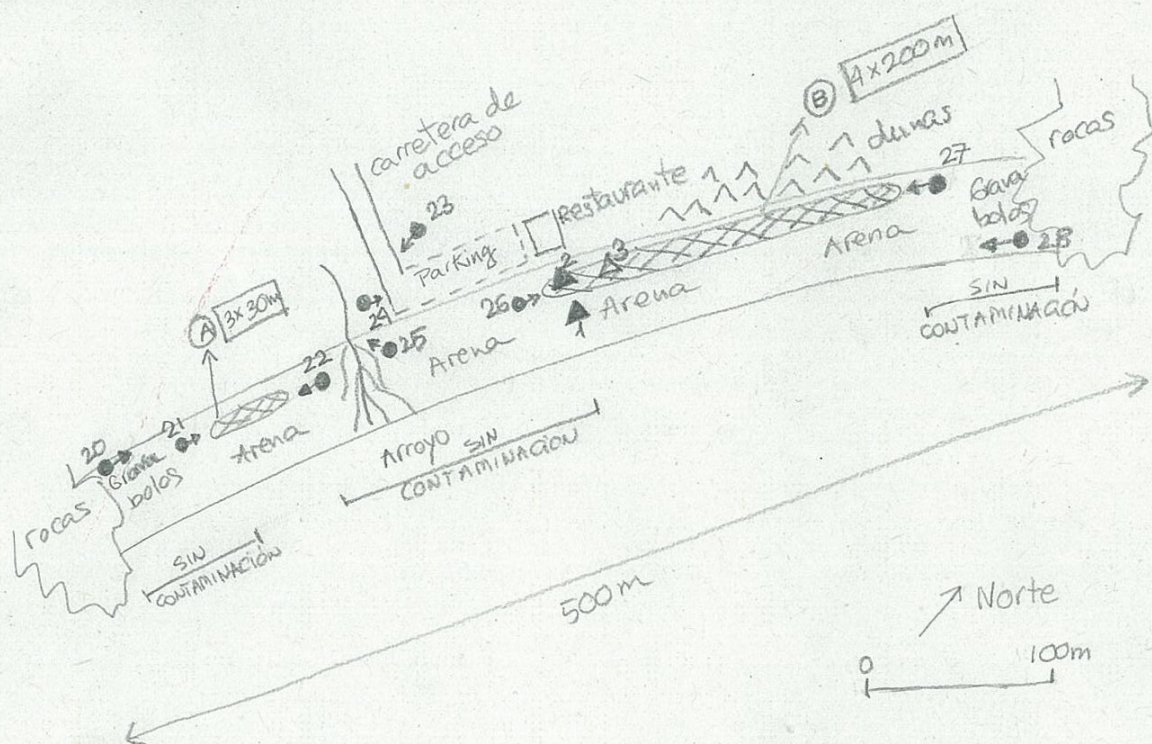 B 4x200m
carretera de
acceso
dunas
rocas
23
Restaurante
27
Parking
Grava
bolos
2
3
Arena
28
A 3x30m
24
26
Arena
SIN
CONTAMINACIÓN
25
Arena
1
22
20
21
Arena
Grava
bolos
Arroyo
SIN
CONTAMINACIÓN
rocas
SIN
CONTAMINACIÓN
500m
Norte
0 100m